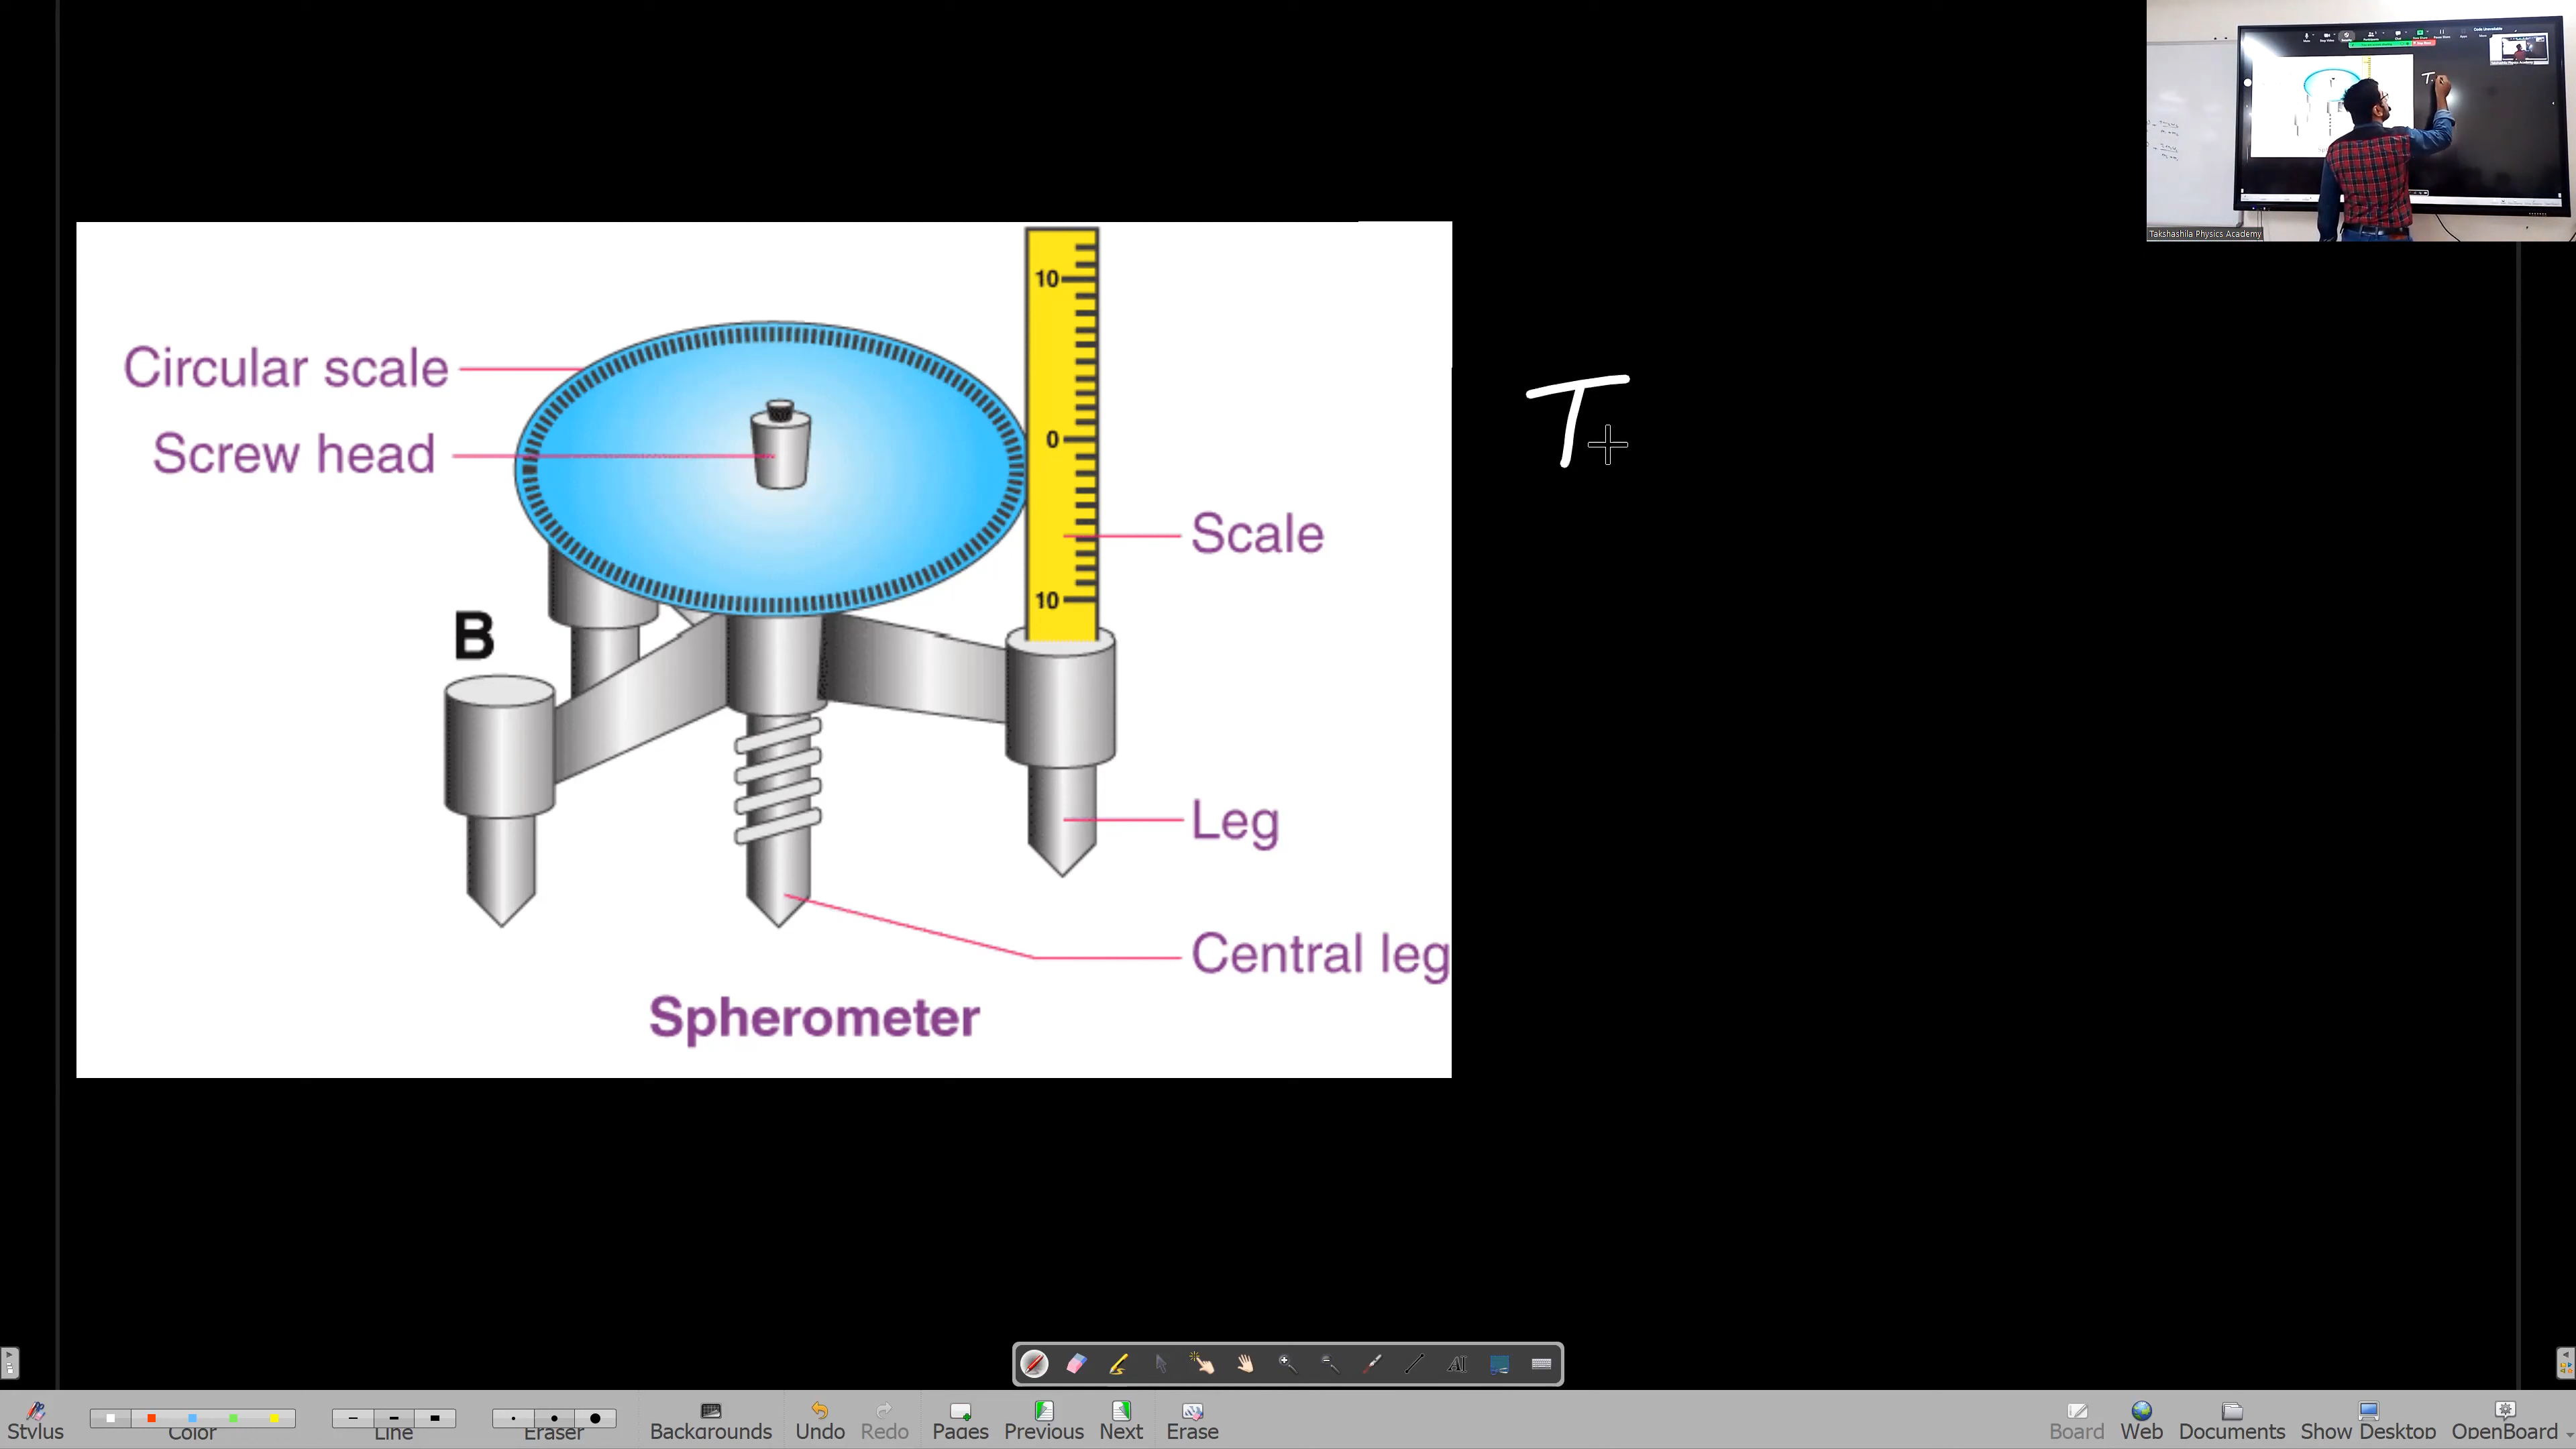 Takshashila Physics Academy
10
Circular scale
Screw head
0
T
Scale
10
B
Leg
Central leg
Spherometer
Stylus
Color
Line
Eraser
Backgrounds
Undo
Redo
Pages
Previous
Next
Erase
Board
Web
Documents
Show Desktop
OpenBoard